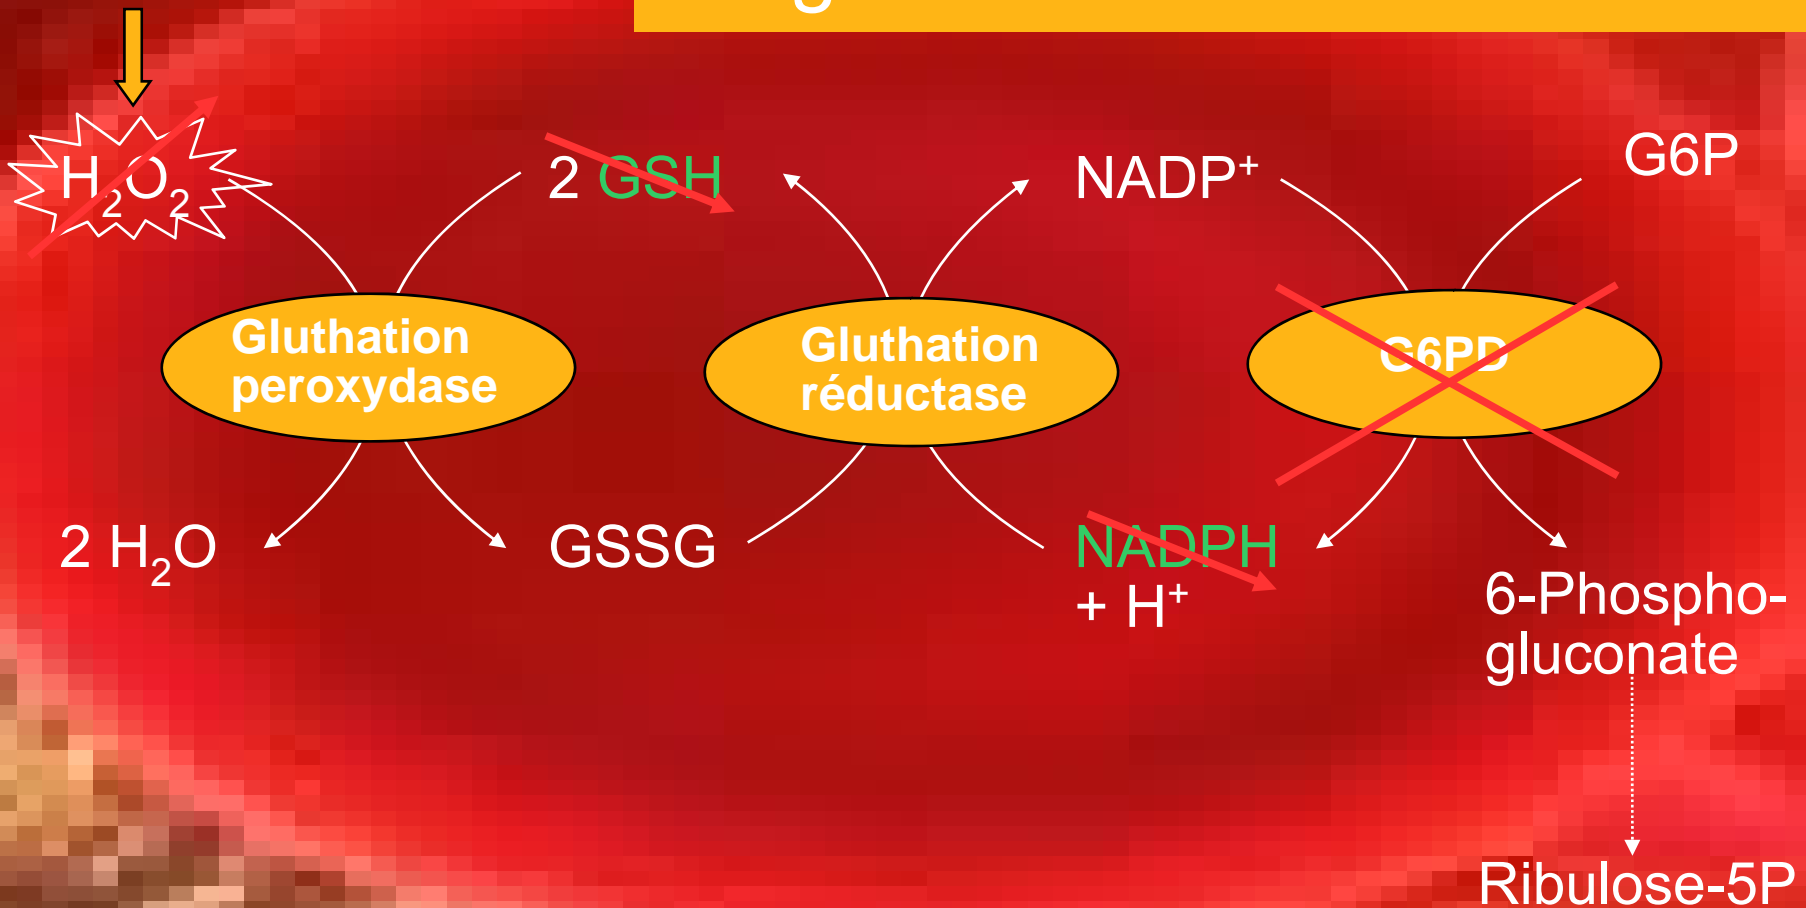 H₂O₂
2 GSH
NADP⁺
G6P
Gluthation
peroxydase
Gluthation
réductase
G6PD
2 H₂O
GSSG
NADPH
+ H⁺
6-Phospho-
gluconate
Ribulose-5P